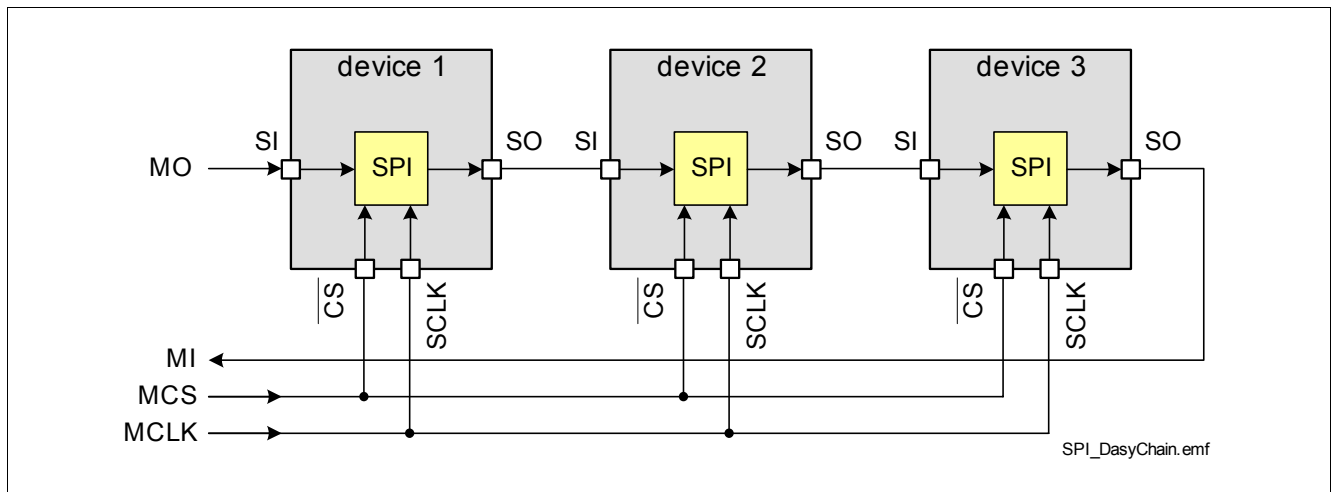 device 1 device 2 device 3
SI SO SI SO SI SO
MO SPI SPI SPI
CS SCLK CS SCLK CS SCLK
MI
MCS
MCLK
SPI_DasyChain.emf